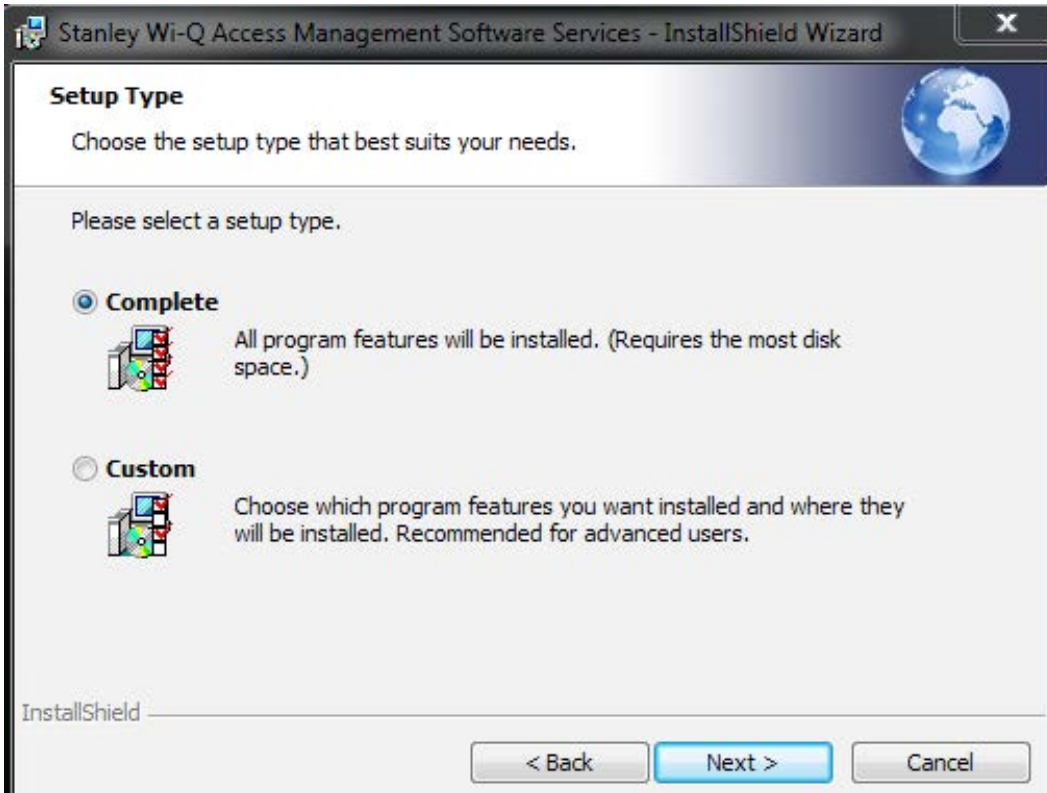 Stanley Wi-Q Access Management Software Services - InstallShield Wizard
Setup Type
Choose the setup type that best suits your needs.
Please select a setup type.
Complete
All program features will be installed. (Requires the most disk
space.)
Custom
Choose which program features you want installed and where they
will be installed. Recommended for advanced users.
InstallShield
< Back
Next >
Cancel